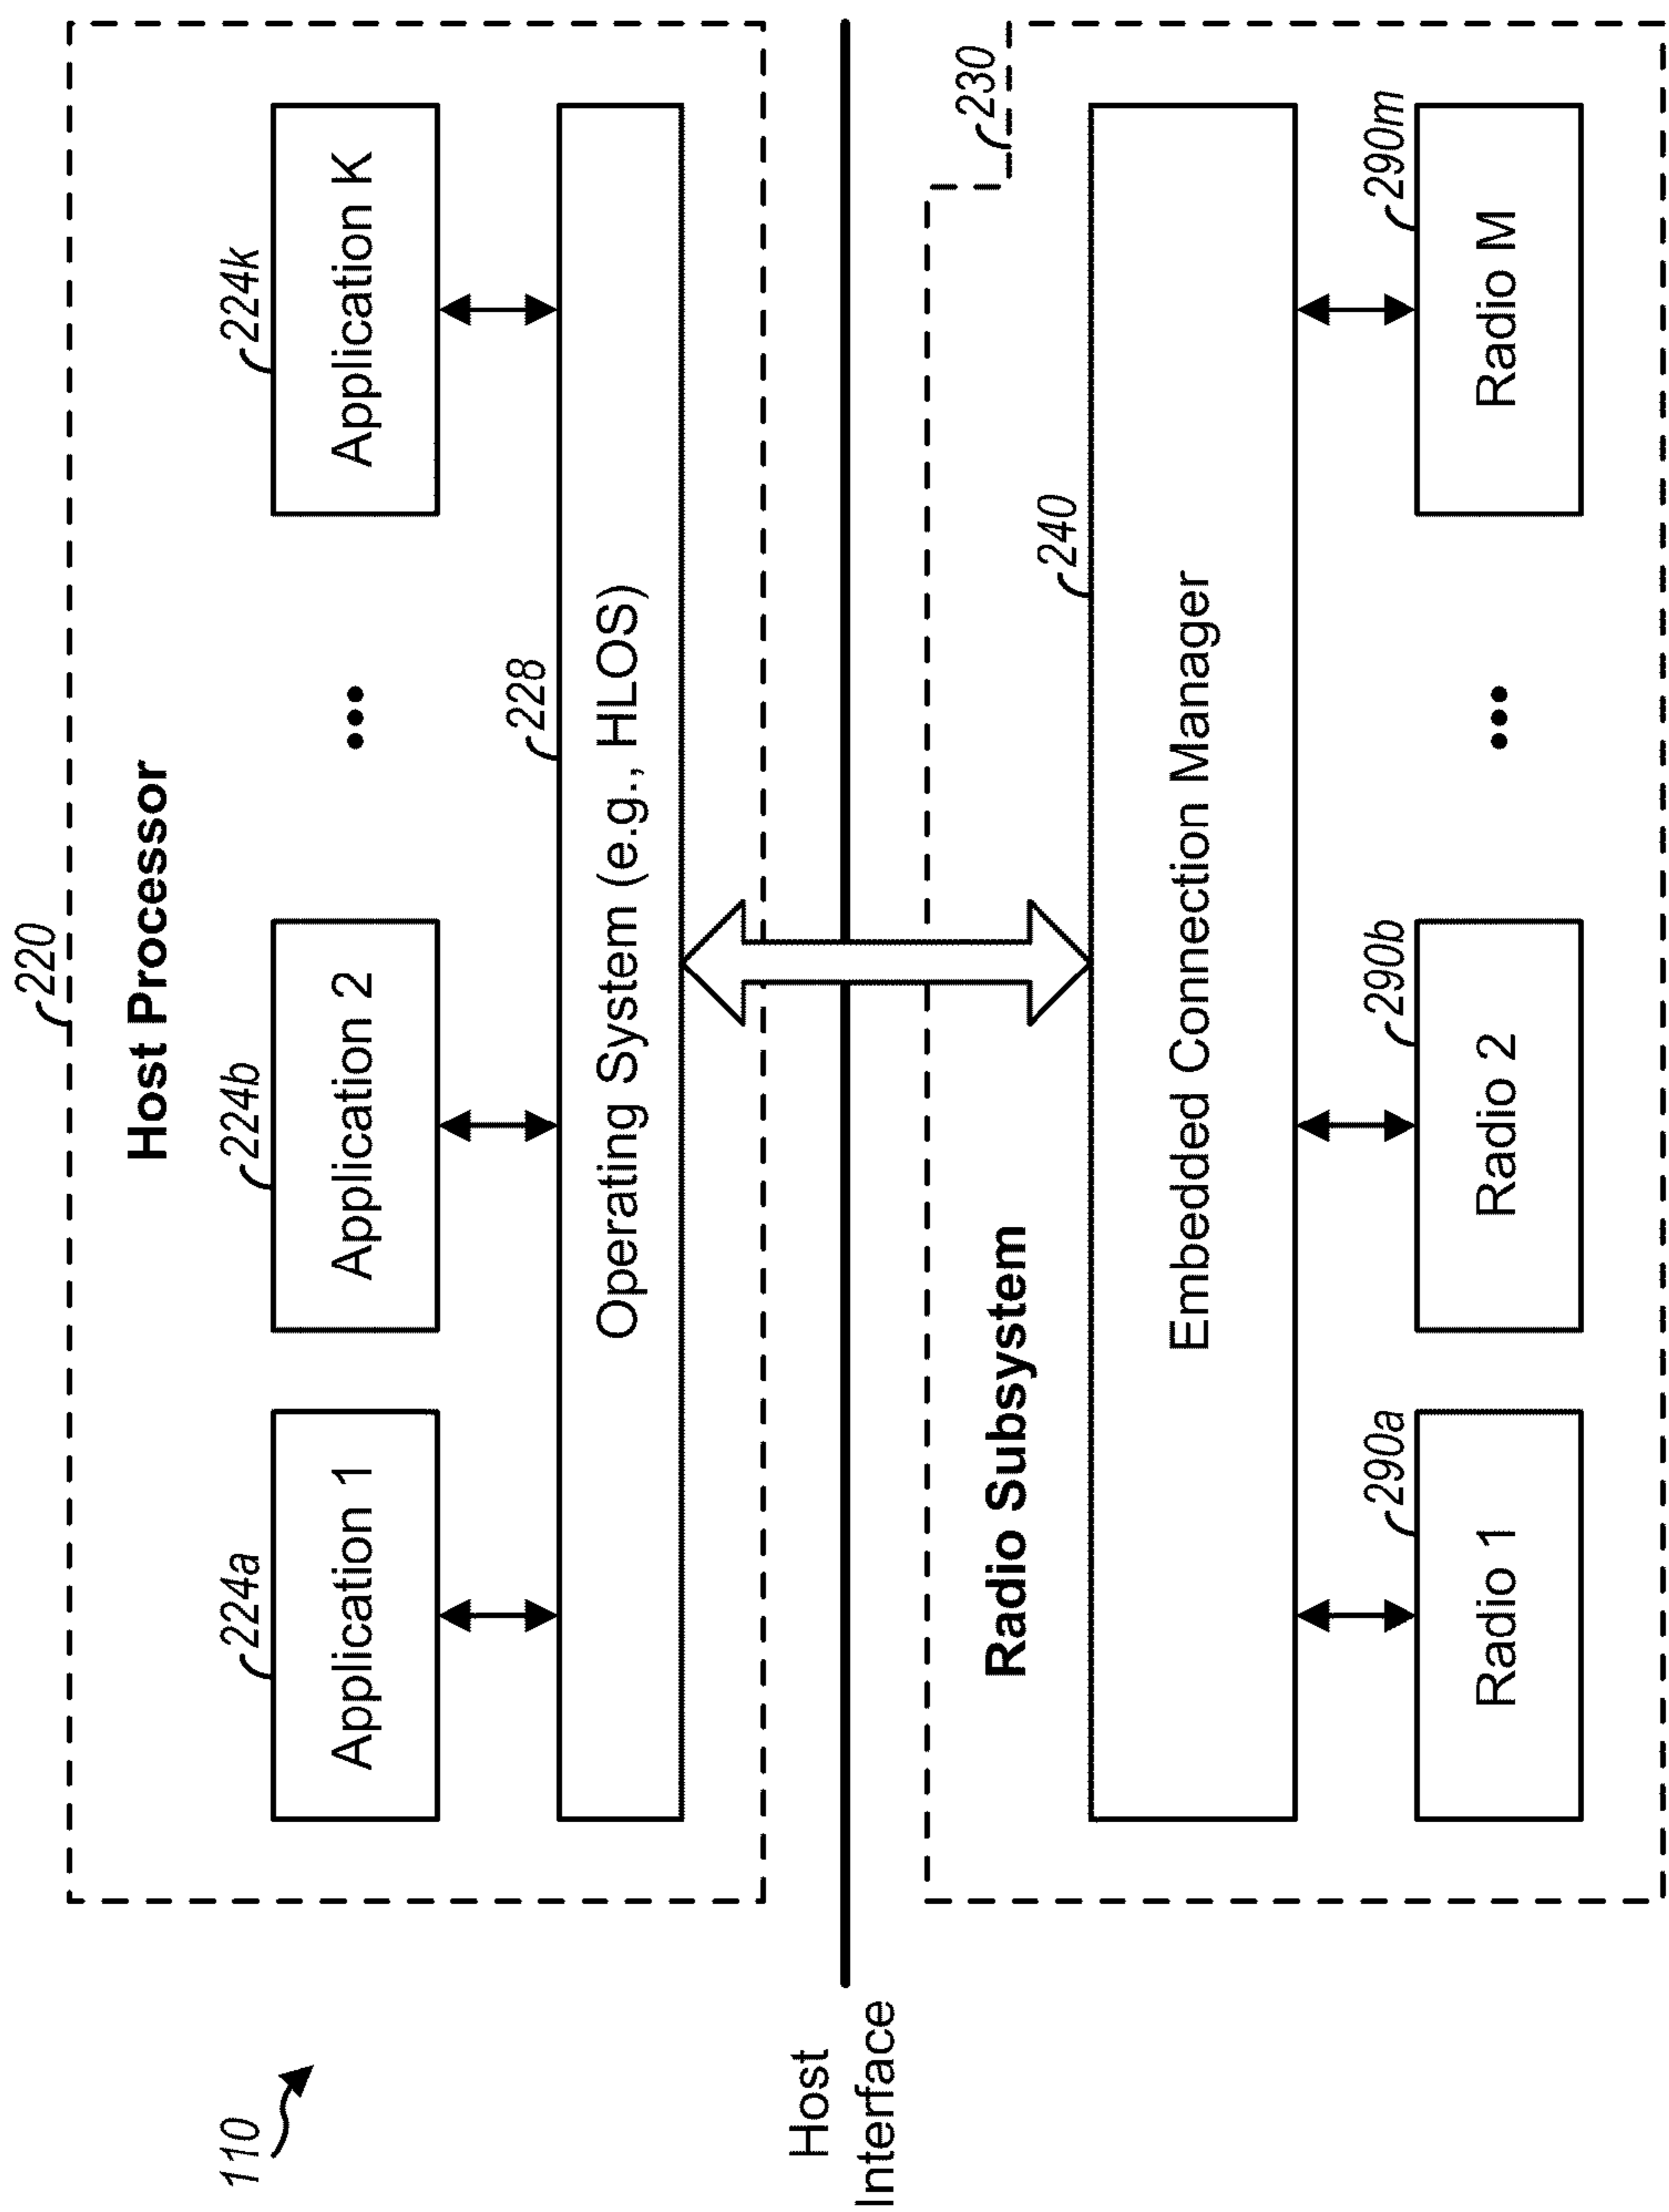 110
220
Host Processor
224a
Application 1
224b
Application 2
...
224k
Application K
228
Operating System (e.g., HLOS)
Host
Interface
230
Radio Subsystem
240
Embedded Connection Manager
290a
Radio 1
290b
Radio 2
...
290m
Radio M